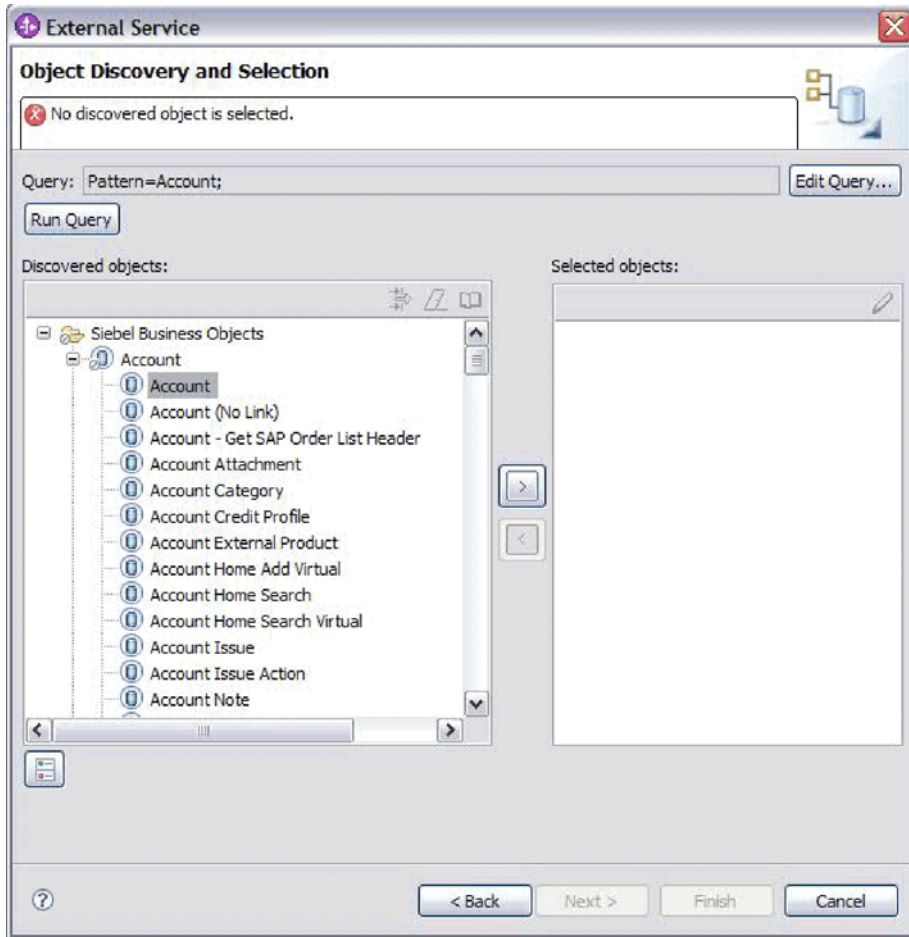 External Service
Object Discovery and Selection
No discovered object is selected.
Query: Pattern=Account; Edit Query...
Run Query
Discovered objects: Selected objects:
Siebel Business Objects
Account
Account
Account (No Link)
Account - Get SAP Order List Header
Account Attachment
Account Category
Account Credit Profile
Account External Product
Account Home Add Virtual
Account Home Search
Account Home Search Virtual
Account Issue
Account Issue Action
Account Note
< Back Next > Finish Cancel